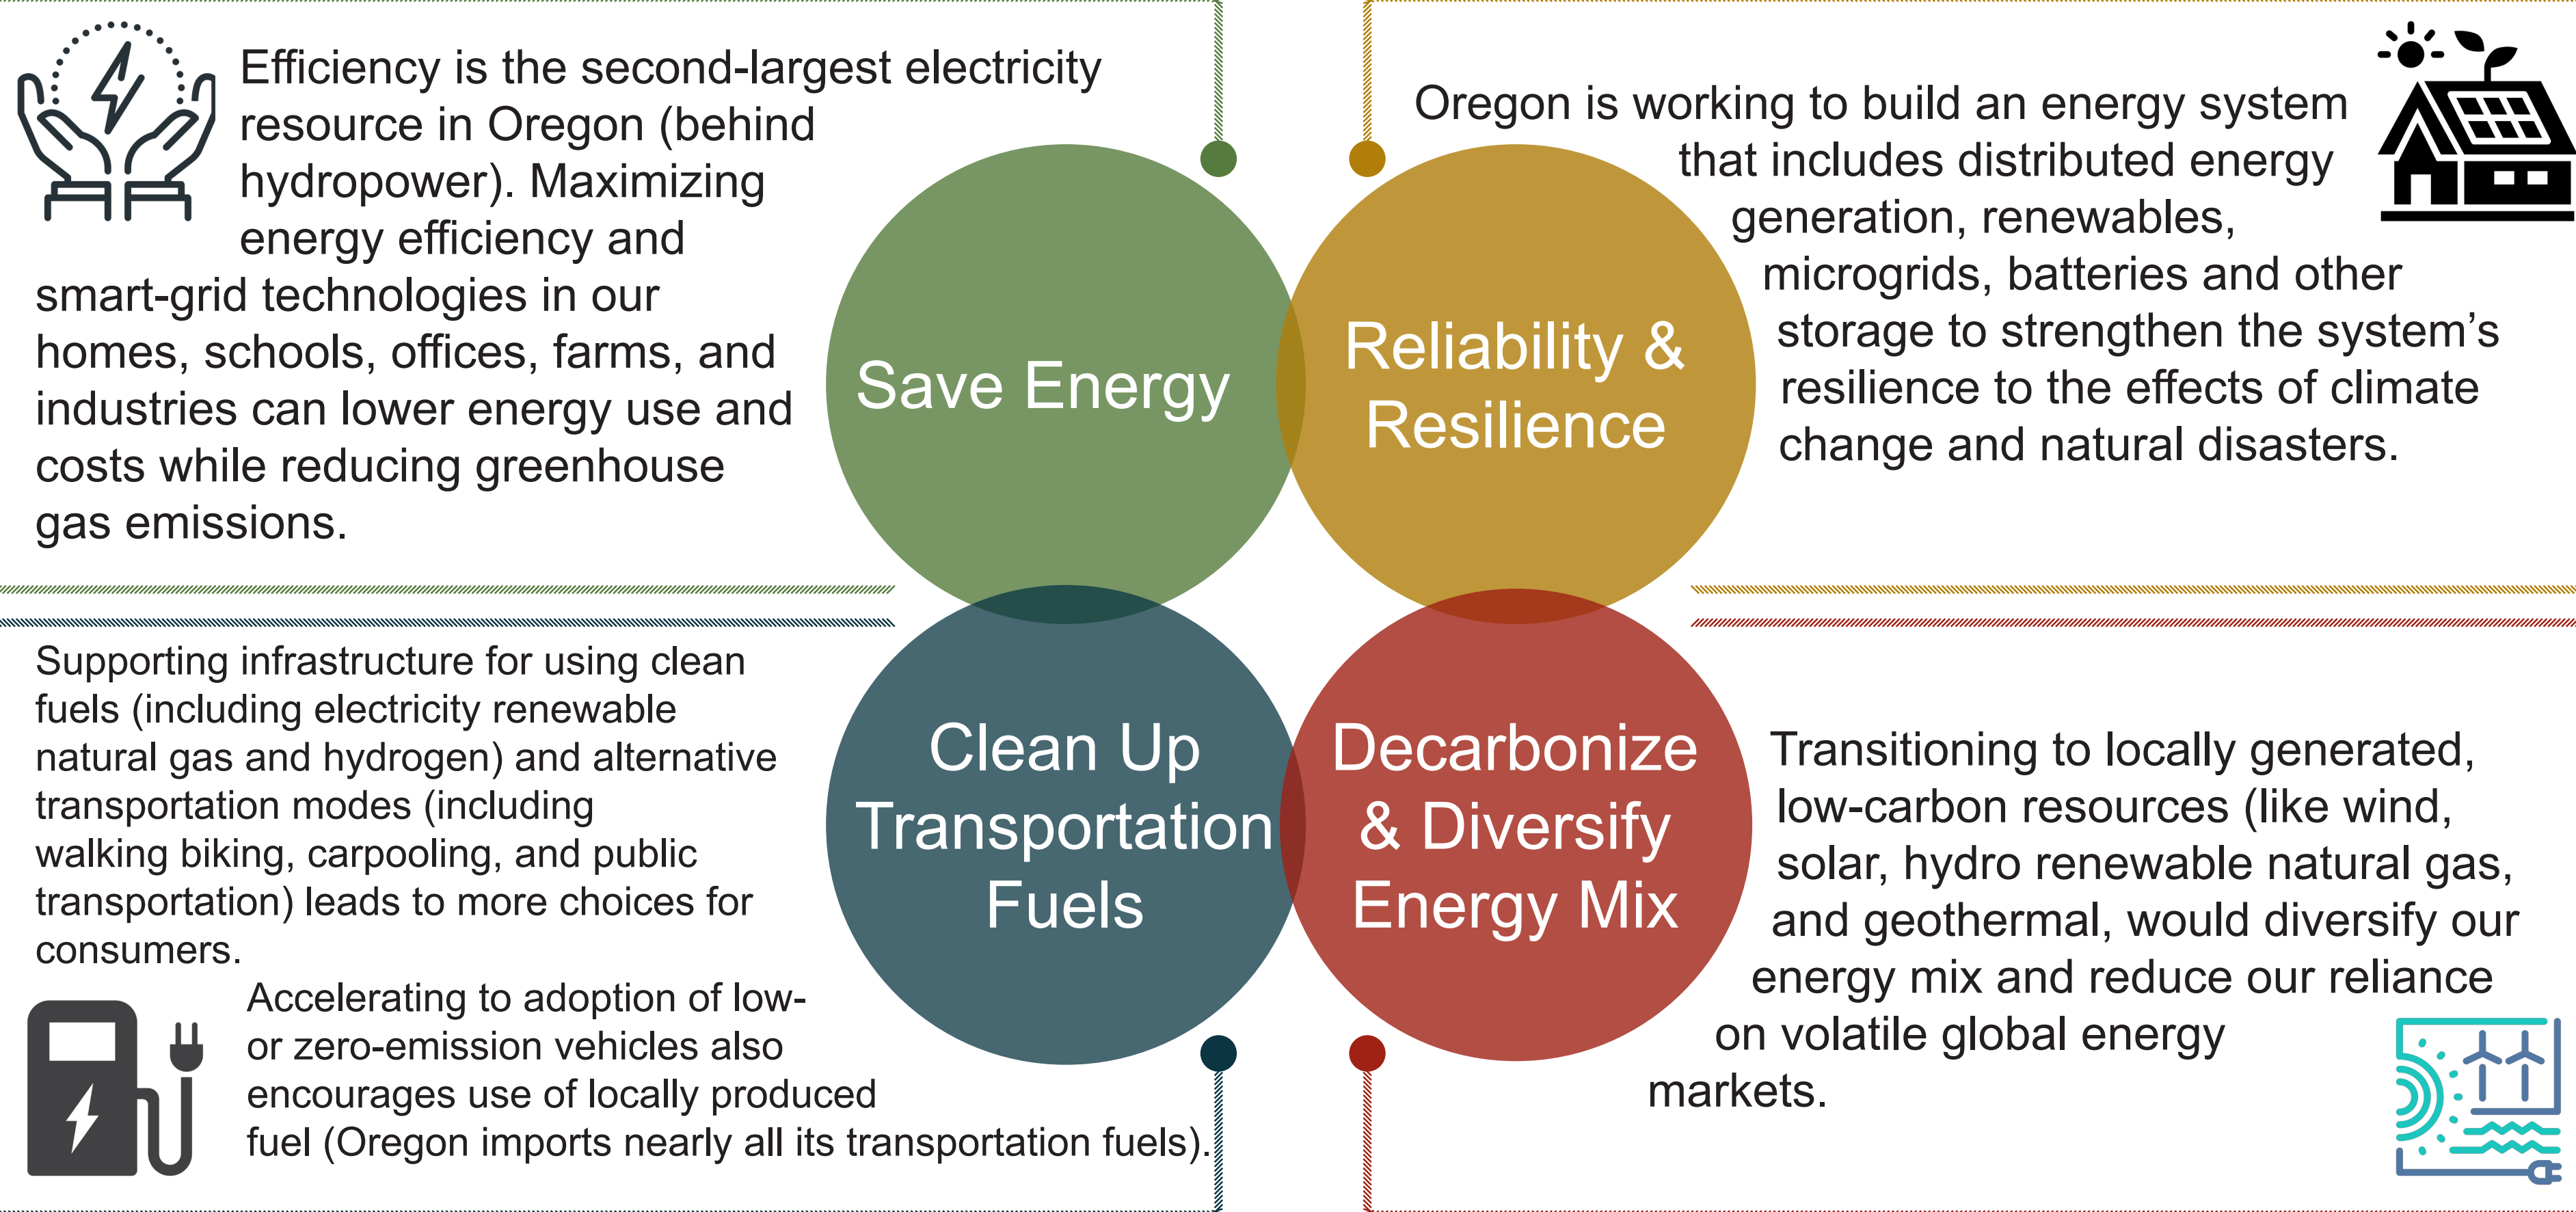 Efficiency is the second-largest electricity
resource in Oregon (behind
hydropower). Maximizing
energy efficiency and
smart-grid technologies in our
homes, schools, offices, farms, and
industries can lower energy use and
costs while reducing greenhouse
gas emissions.
Save Energy
Reliability &
Resilience
Oregon is working to build an energy system
that includes distributed energy
generation, renewables,
microgrids, batteries and other
storage to strengthen the system’s
resilience to the effects of climate
change and natural disasters.
Supporting infrastructure for using clean
fuels (including electricity renewable
natural gas and hydrogen) and alternative
transportation modes (including
walking biking, carpooling, and public
transportation) leads to more choices for
consumers.
Accelerating to adoption of low-
or zero-emission vehicles also
encourages use of locally produced
fuel (Oregon imports nearly all its transportation fuels).
Clean Up
Transportation
Fuels
Decarbonize
& Diversify
Energy Mix
Transitioning to locally generated,
low-carbon resources (like wind,
solar, hydro renewable natural gas,
and geothermal, would diversify our
energy mix and reduce our reliance
on volatile global energy
markets.